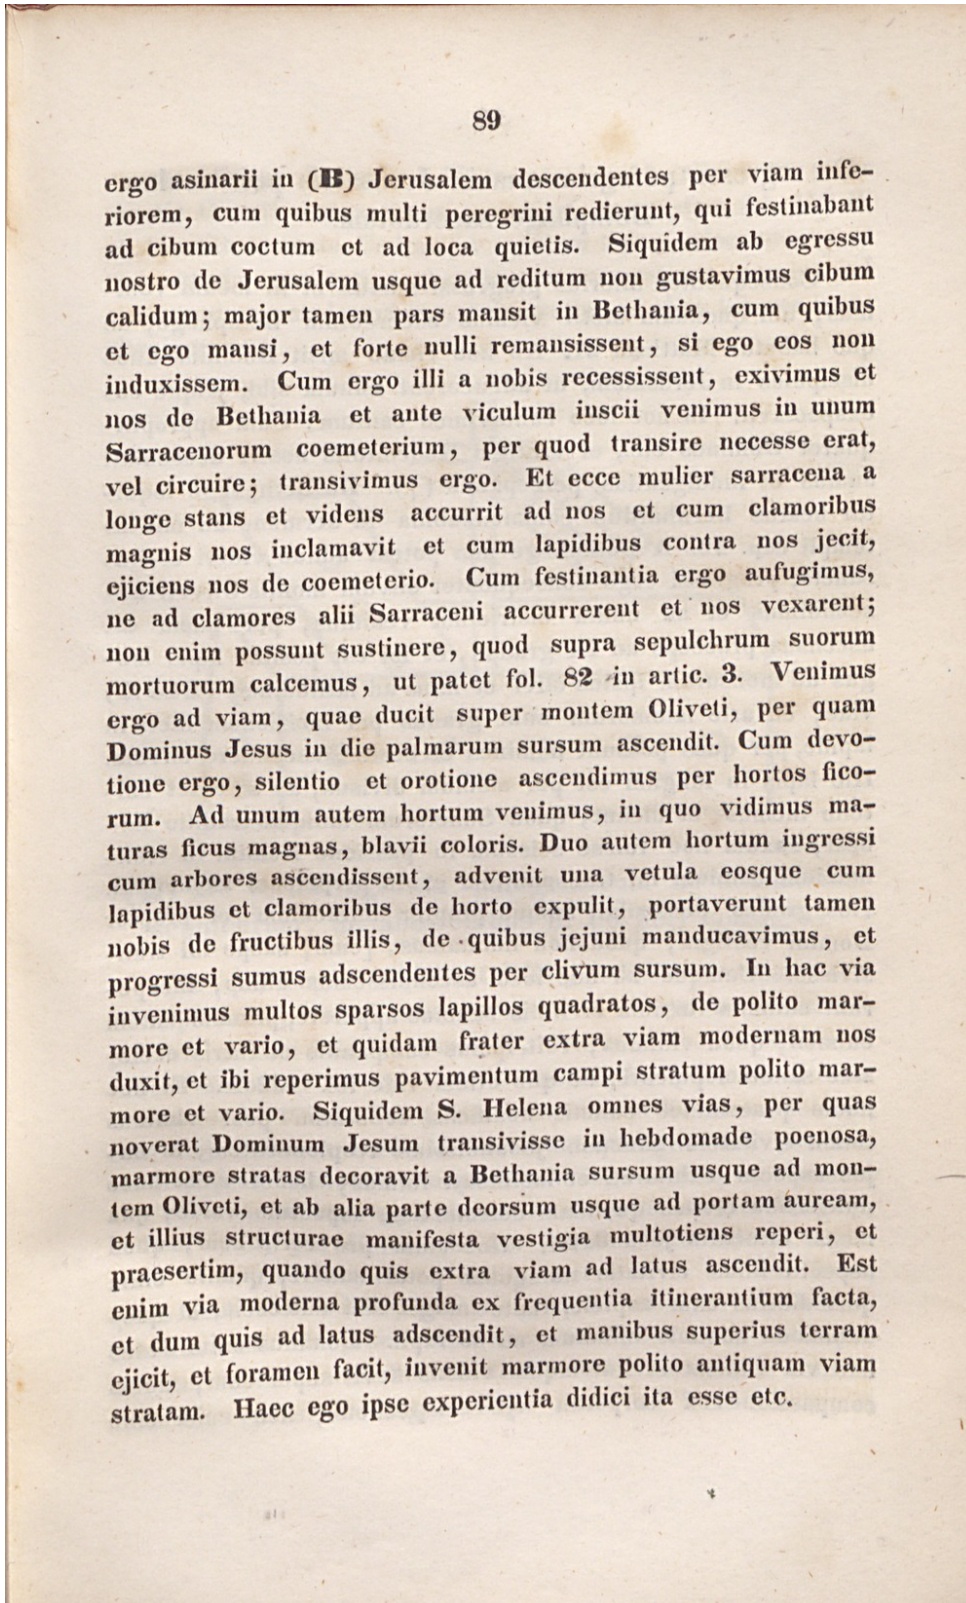 89
ergo asinarii in (B) Jerusalem descendentes per viam infe-
riorem, cum quibus multi peregrini redierunt, qui festinabant
ad cibum coctum et ad loca quietis. Siquidem ab egressu
nostro de Jerusalem usque ad reditum non gustavimus cibum
calidum; major tamen pars mansit in Bethania, cum quibus
et ego mansi, et forte nulli remansissent, si ego eos non
induxissem. Cum ergo illi a nobis recessissent, exivimus et
nos de Bethania et ante viculum inscii venimus in unum
Sarracenorum coemeterium, per quod transire necesse erat,
vel circuire; transivimus ergo. Et ecce mulier sarracena a
longe stans et videns accurrit ad nos et cum clamoribus
magnis nos inclamavit et cum lapidibus contra nos jecit,
ejiciens nos de coemeterio. Cum festinantia ergo aufugimus,
ne ad clamores alii Sarraceni accurrerent et nos vexarent;
non enim possunt sustinere, quod supra sepulchrum suorum
mortuorum calcemus, ut patet fol. 82 in artic. 3. Venimus
ergo ad viam, quae ducit super montem Oliveti, per quam
Dominus Jesus in die palmarum sursum ascendit. Cum devo-
tione ergo, silentio et orotione ascendimus per hortos fico-
rum. Ad unum autem hortum venimus, in quo vidimus ma-
turas ficus magnas, blavii coloris. Duo autem hortum ingressi
cum arbores ascendissent, advenit una vetula eosque cum
lapidibus et clamoribus de horto expulit, portaverunt tamen
nobis de fructibus illis, de quibus jejuni manducavimus, et
progressi sumus adscendentes per clivum sursum. In hac via
invenimus multos sparsos lapillos quadratos, de polito mar-
more et vario, et quidam frater extra viam modernam nos
duxit, et ibi reperimus pavimentum campi stratum polito mar-
more et vario. Siquidem S. Helena omnes vias, per quas
noverat Dominum Jesum transivisse in hebdomade poenosa,
marmore stratas decoravit a Bethania sursum usque ad mon-
tem Oliveti, et ab alia parte deorsum usque ad portam auream,
et illius structurae manifesta vestigia multotiens reperi, et
praesertim, quando quis extra viam ad latus ascendit. Est
enim via moderna profunda ex frequentia itinerantium facta,
et dum quis ad latus adscendit, et manibus superius terram
ejicit, et foramen facit, invenit marmore polito antiquam viam
stratam. Haec ego ipse experientia didici ita esse etc.